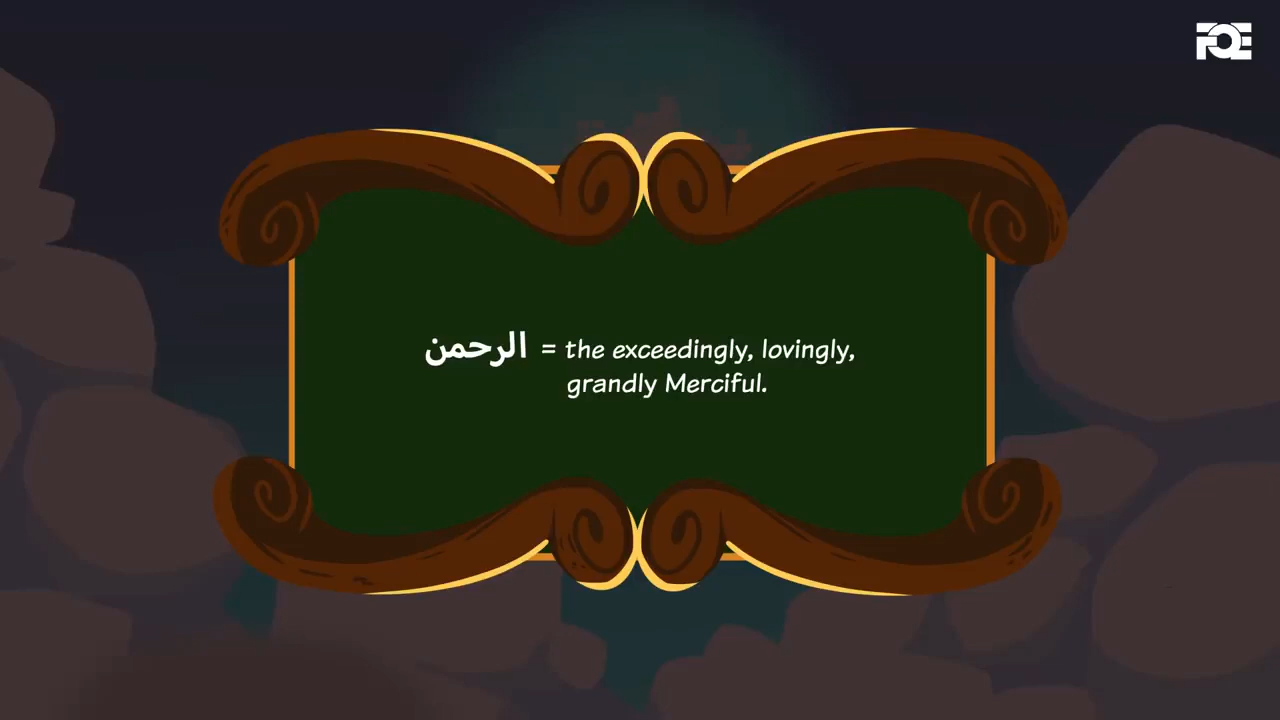 FQE
الرحمن = the exceedingly, lovingly,
grandly Merciful.